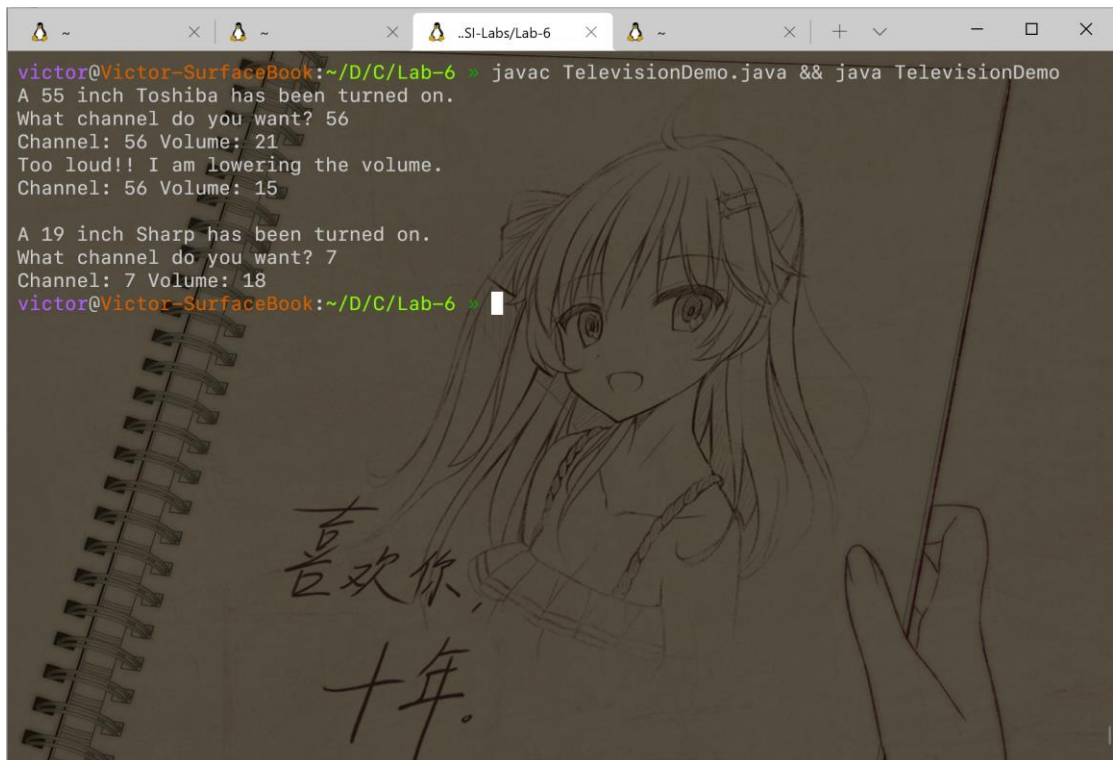 ~
~
..SI-Labs/Lab-6
~
victor@Victor-SurfaceBook:~/D/C/Lab-6 » javac TelevisionDemo.java && java TelevisionDemo
A 55 inch Toshiba has been turned on.
What channel do you want? 56
Channel: 56 Volume: 21
Too loud!! I am lowering the volume.
Channel: 56 Volume: 15
A 19 inch Sharp has been turned on.
What channel do you want? 7
Channel: 7 Volume: 18
victor@Victor-SurfaceBook:~/D/C/Lab-6 »
喜欢你,
十年.